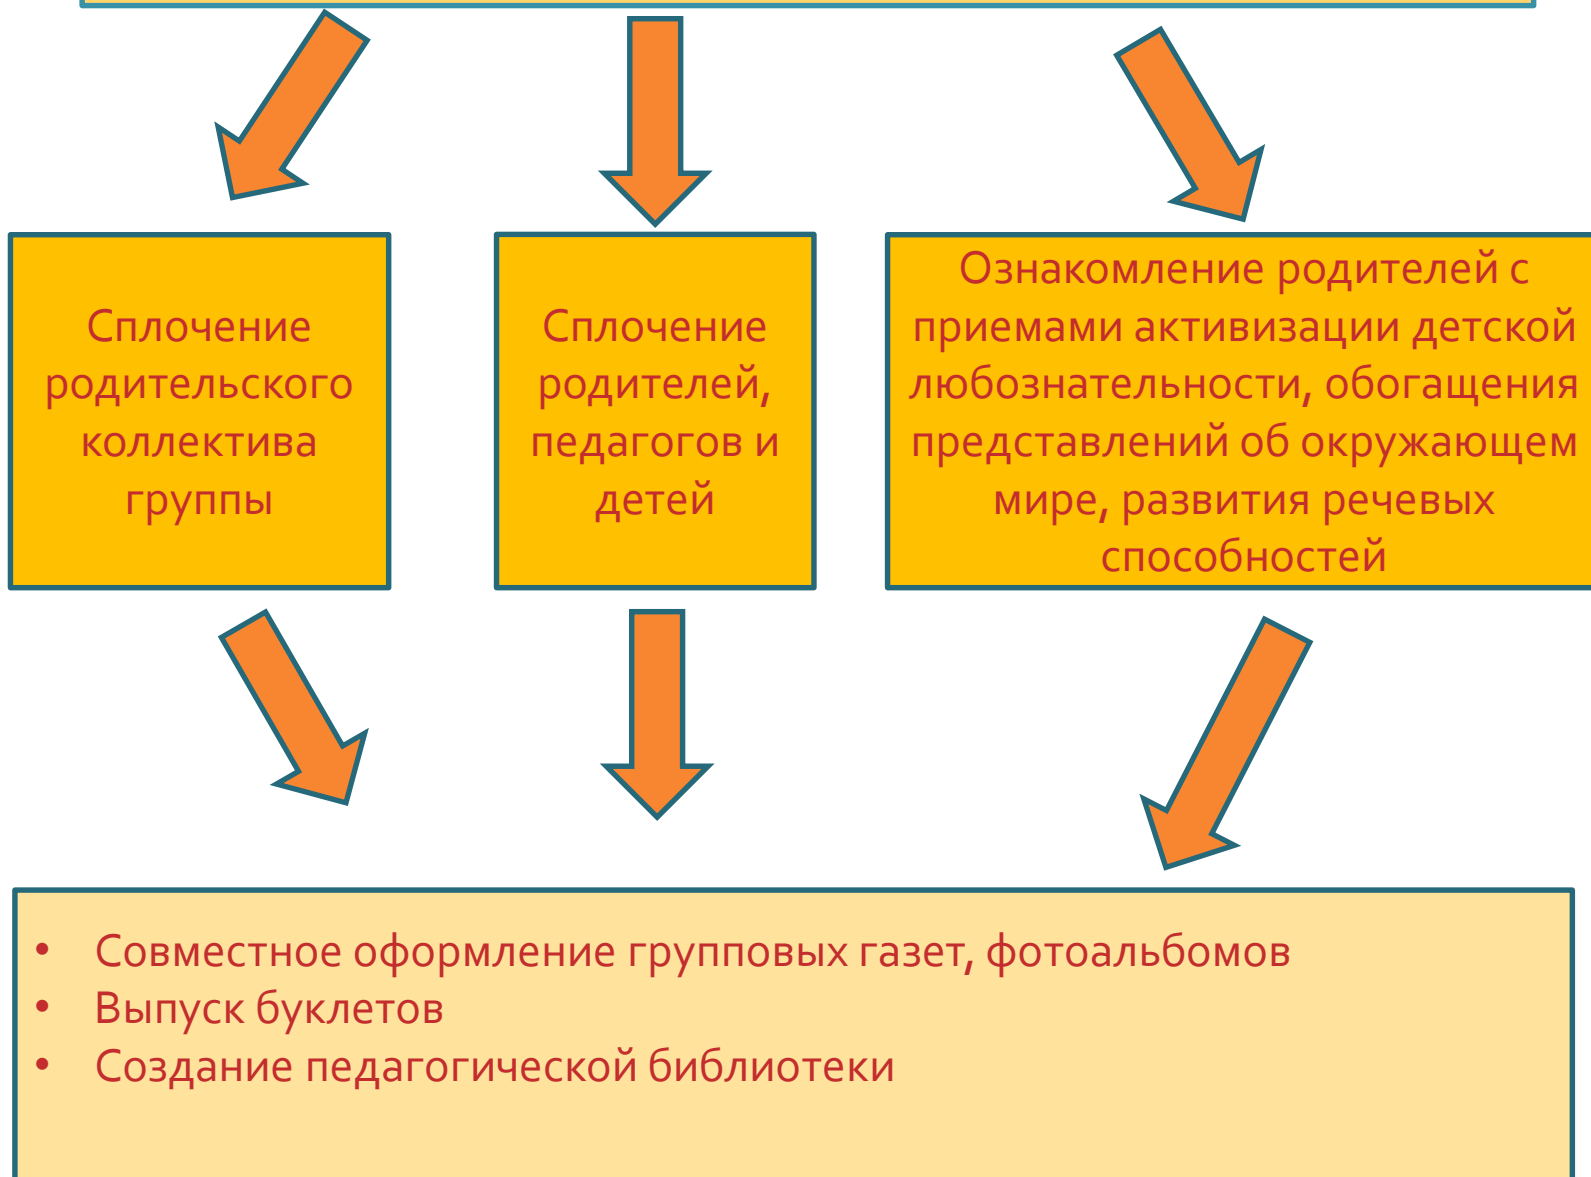 Сплочение
родительского
коллектива
группы
Сплочение
родителей,
педагогов и
детей
Ознакомление родителей с
приемами активизации детской
любознательности, обогащения
представлений об окружающем
мире, развития речевых
способностей
• Совместное оформление групповых газет, фотоальбомов
• Выпуск буклетов
• Создание педагогической библиотеки